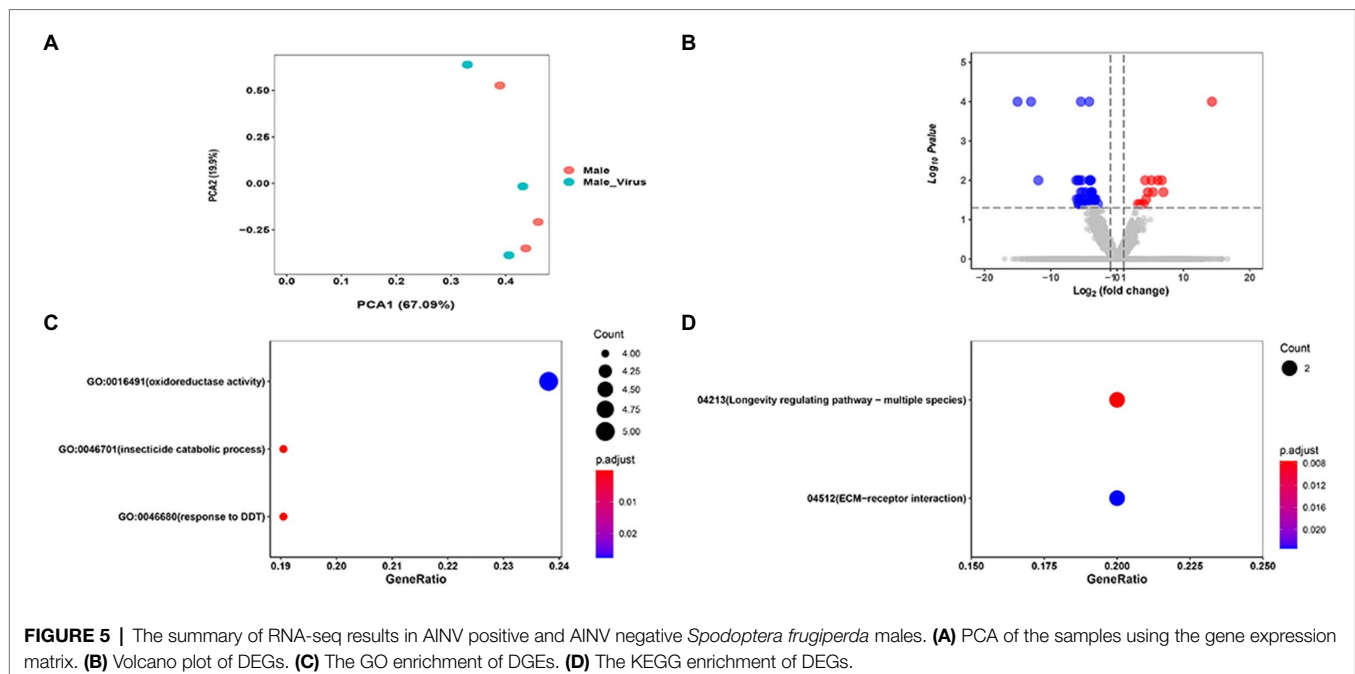 A
0.50
0.25
0.00
−0.25
PCA2 (19.9%)
0.0
0.1
0.2
0.3
0.4
PCA1 (67.09%)
Male
Male_Virus
B
5
4
3
2
1
0
Log10 Pvalue
−20
−10
−1
0
1
10
20
Log2 (fold change)
C
GO:0016491(oxidoreductase activity)
GO:0046701(insecticide catabolic process)
GO:0046680(response to DDT)
0.19
0.20
0.21
0.22
0.23
0.24
GeneRatio
Count
4.00
4.25
4.50
4.75
5.00
p.adjust
0.01
0.02
D
04213(Longevity regulating pathway − multiple species)
04512(ECM−receptor interaction)
0.150
0.175
0.200
0.225
0.250
GeneRatio
Count
2
p.adjust
0.008
0.012
0.016
0.020
FIGURE 5 | The summary of RNA-seq results in AINV positive and AINV negative Spodoptera frugiperda males. (A) PCA of the samples using the gene expression
matrix. (B) Volcano plot of DEGs. (C) The GO enrichment of DGEs. (D) The KEGG enrichment of DEGs.